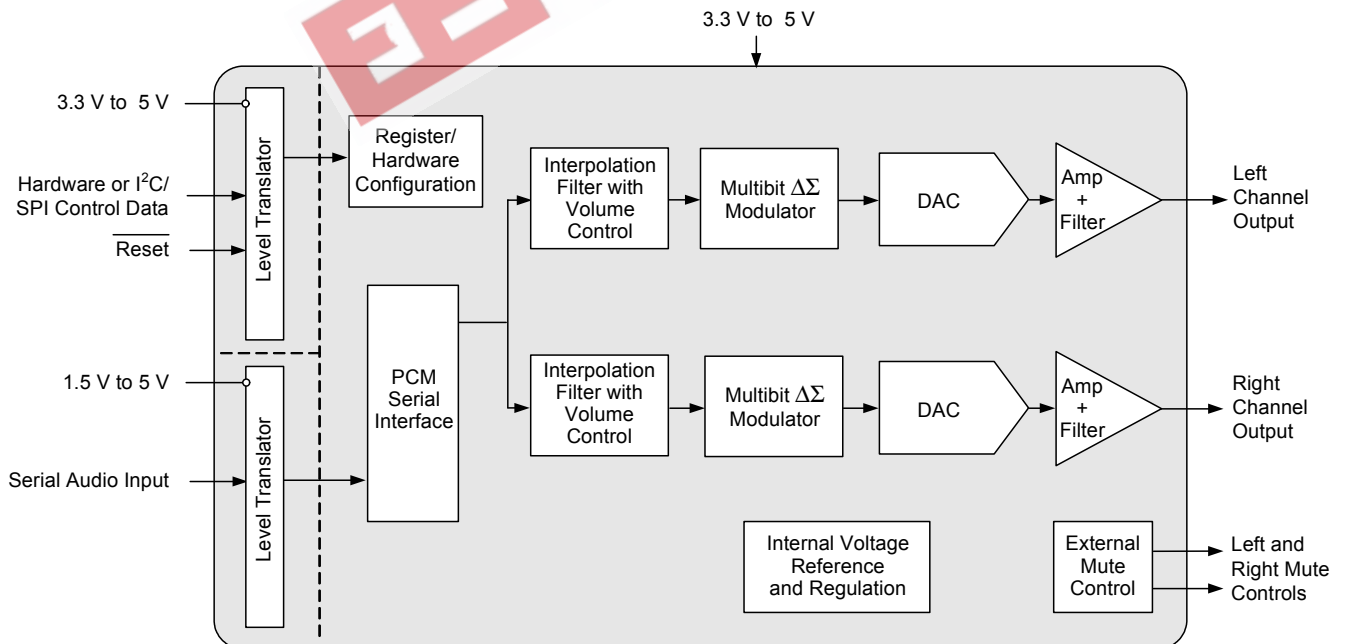 3.3 V to 5 V
3.3 V to 5 V
Hardware or I²C/
SPI Control Data
Reset
Level Translator
Register/
Hardware
Configuration
1.5 V to 5 V
Serial Audio Input
Level Translator
PCM
Serial
Interface
Interpolation
Filter with
Volume
Control
Multibit ΔΣ
Modulator
DAC
Amp
+
Filter
Left
Channel
Output
Interpolation
Filter with
Volume
Control
Multibit ΔΣ
Modulator
DAC
Amp
+
Filter
Right
Channel
Output
Internal Voltage
Reference
and Regulation
External
Mute
Control
Left and
Right Mute
Controls